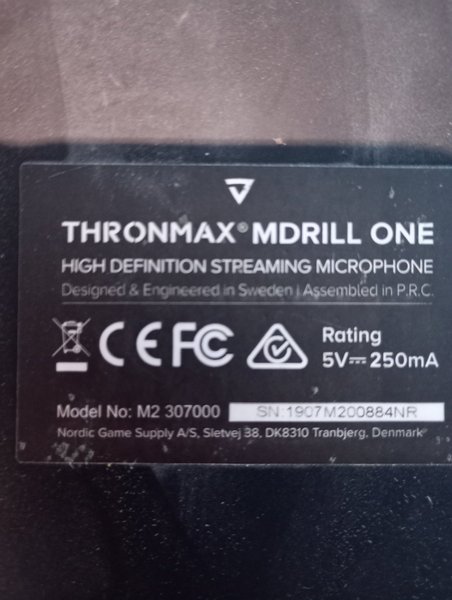 THRONMAX® MDRILL ONE
HIGH DEFINITION STREAMING MICROPHONE
Designed & Engineered in Sweden | Assembled in P.R.C.
CE FC Rating
5V⎓250mA
Model No: M2 307000 SN:1907M200884NR
Nordic Game Supply A/S, Sletvej 38, DK8310 Tranbjerg, Denmark